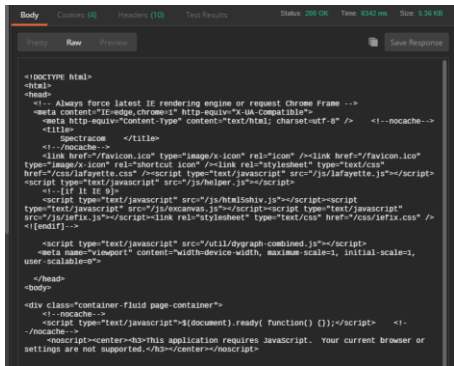 Body Cookies (4) Headers (10) Test Results Status: 200 OK Time: 6342 ms Size: 5.36 KB
Pretty Raw Preview Save Response
<!DOCTYPE html>
<html>
<head>
<!-- Always force latest IE rendering engine or request Chrome Frame -->
<meta content="IE=edge,chrome=1" http-equiv="X-UA-Compatible">
<meta http-equiv="Content-Type" content="text/html; charset=utf-8" /> <!--nocache-->
<title>
Spectracom </title>
<!--/nocache-->
<link href="/favicon.ico" type="image/x-icon" rel="icon" /><link href="/favicon.ico"
type="image/x-icon" rel="shortcut icon" /><link rel="stylesheet" type="text/css"
href="/css/lafayette.css" /><script type="text/javascript" src="/js/lafayette.js"></script>
<script type="text/javascript" src="/js/helper.js"></script>
<!--[if lt IE 9]>
<script type="text/javascript" src="/js/html5shiv.js"></script><script
type="text/javascript" src="/js/excanvas.js"></script><script type="text/javascript"
src="/js/iefix.js"></script><link rel="stylesheet" type="text/css" href="/css/iefix.css" />
<![endif]-->
<script type="text/javascript" src="/util/dygraph-combined.js"></script>
<meta name="viewport" content="width=device-width, maximum-scale=1, initial-scale=1,
user-scalable=0">
</head>
<body>
<div class="container-fluid page-container">
<!--nocache-->
<script type="text/javascript">$(document).ready( function() {});</script> <!-
-/nocache-->
<noscript><center><h3>This application requires JavaScript. Your current browser or
settings are not supported.</h3></center></noscript>